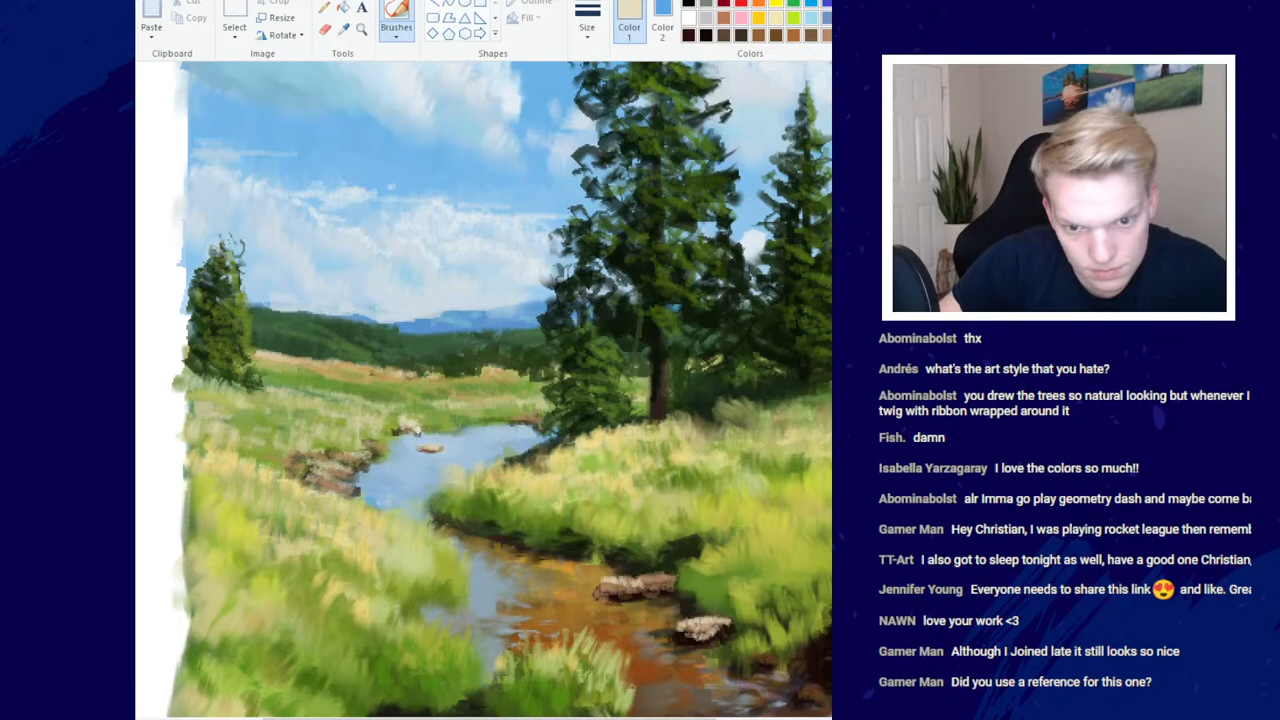 Cut
Crop
Outline
Copy
Resize
Fill
Paste
Select
Rotate
A
Brushes
Size
Color
1
Color
2
Clipboard
Image
Tools
Shapes
Colors
Abominabolst thx
Andrés what's the art style that you hate?
Abominabolst you drew the trees so natural looking but whenever I
twig with ribbon wrapped around it
Fish. damn
Isabella Yarzagaray I love the colors so much!!
Abominabolst alr Imma go play geometry dash and maybe come
Gamer Man Hey Christian, I was playing rocket league then
TT-Art I also got to sleep tonight as well, have a good one Christian,
Jennifer Young Everyone needs to share this link😍 and like.
NAWN love your work <3
Gamer Man Although I Joined late it still looks so nice
Gamer Man Did you use a reference for this one?